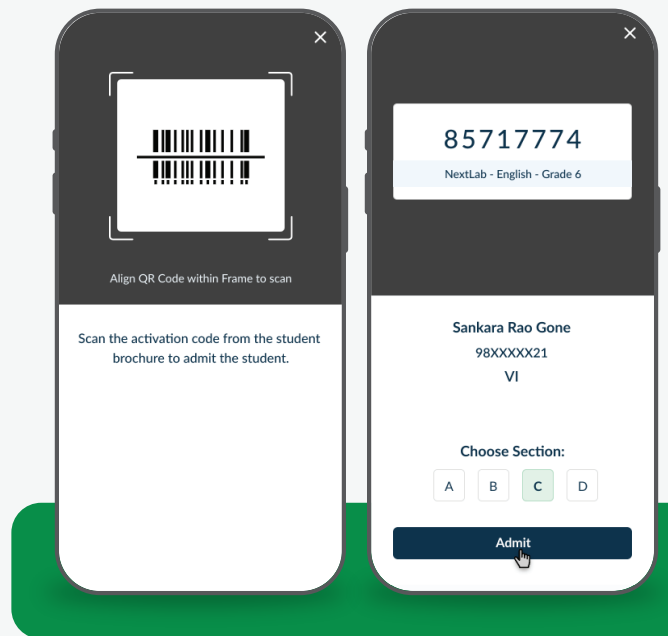 Align QR Code within Frame to scan
Scan the activation code from the student
brochure to admit the student.
85717774
NextLab - English - Grade 6
Sankara Rao Gone
98XXXXX21
VI
Choose Section:
A B C D
Admit